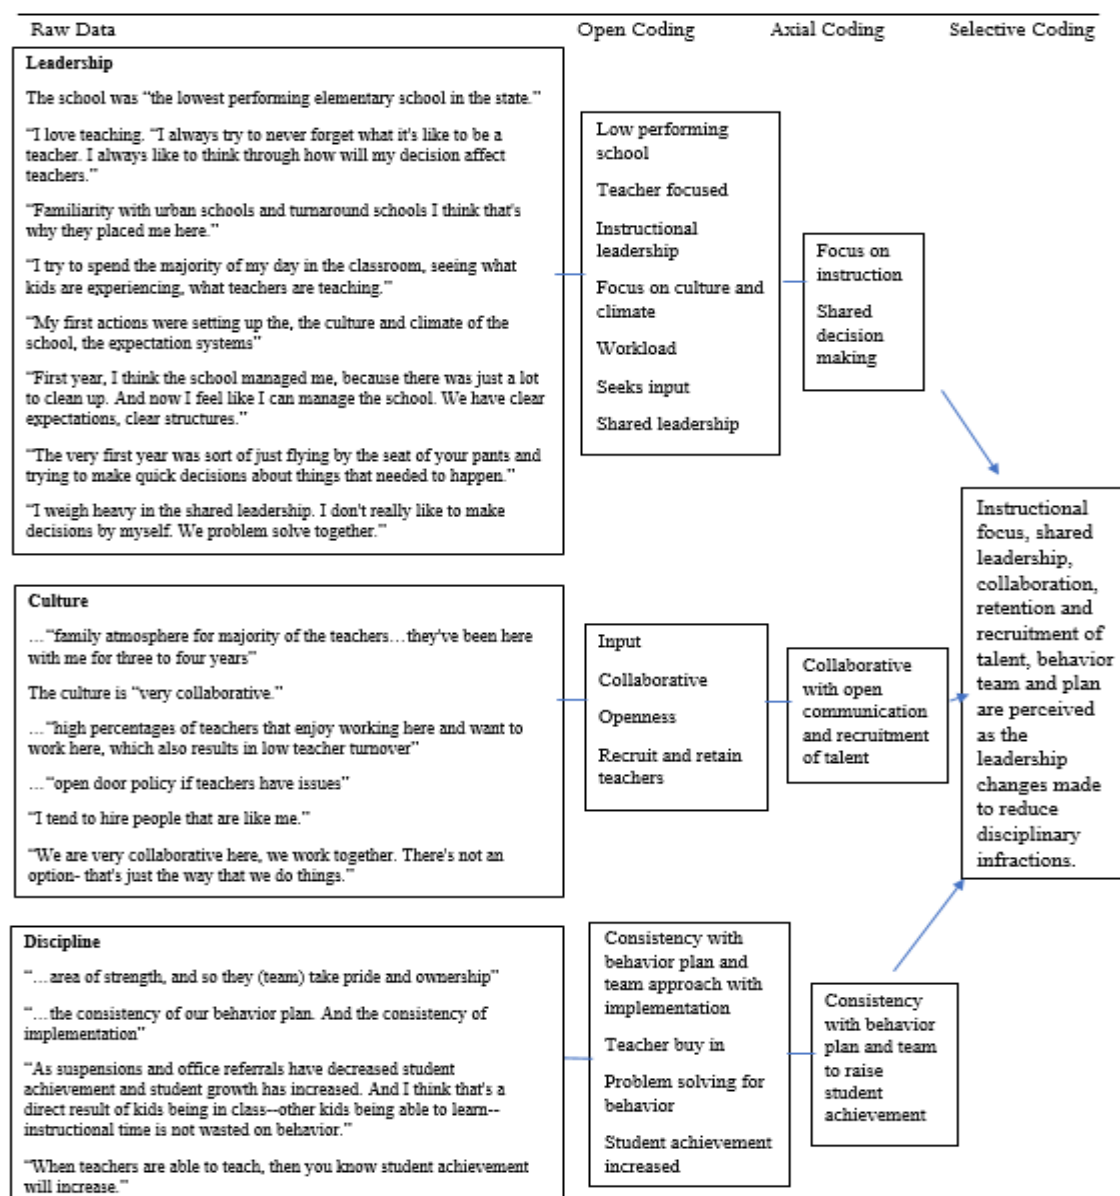 Raw Data
Open Coding
Axial Coding
Selective Coding
Leadership
The school was “the lowest performing elementary school in the state.”
“I love teaching. “I always try to never forget what it's like to be a
teacher. I always like to think through how will my decision affect
teachers.”
“Familiarity with urban schools and turnaround schools I think that's
why they placed me here.”
“I try to spend the majority of my day in the classroom, seeing what
kids are experiencing, what teachers are teaching.”
“My first actions were setting up the, the culture and climate of the
school, the expectation systems”
“First year, I think the school managed me, because there was just a lot
to clean up. And now I feel like I can manage the school. We have clear
expectations, clear structures.”
“The very first year was sort of just flying by the seat of your pants and
trying to make quick decisions about things that needed to happen.”
“I weigh heavy in the shared leadership. I don't really like to make
decisions by myself. We problem solve together.”
Low performing
school
Teacher focused
Instructional
leadership
Focus on culture and
climate
Workload
Seeks input
Shared leadership
Focus on
instruction
Shared
decision
making
Culture
…“family atmosphere for majority of the teachers…they've been here
with me for three to four years”
The culture is “very collaborative.”
…“high percentages of teachers that enjoy working here and want to
work here, which also results in low teacher turnover”
…“open door policy if teachers have issues”
“I tend to hire people that are like me.”
“We are very collaborative here, we work together. There's not an
option- that's just the way that we do things.”
Input
Collaborative
Openness
Recruit and retain
teachers
Collaborative
with open
communication
and recruitment
of talent
Discipline
“…area of strength, and so they (team) take pride and ownership”
“…the consistency of our behavior plan. And the consistency of
implementation”
“As suspensions and office referrals have decreased student
achievement and student growth has increased. And I think that's a
direct result of kids being in class--other kids being able to learn--
instructional time is not wasted on behavior.”
“When teachers are able to teach, then you know student achievement
will increase.”
Consistency with
behavior plan and
team approach with
implementation
Teacher buy in
Problem solving for
behavior
Student achievement
increased
Consistency
with behavior
plan and team
to raise
student
achievement
Instructional
focus, shared
leadership,
collaboration,
retention and
recruitment of
talent, behavior
team and plan
are perceived
as the
leadership
changes made
to reduce
disciplinary
infractions.